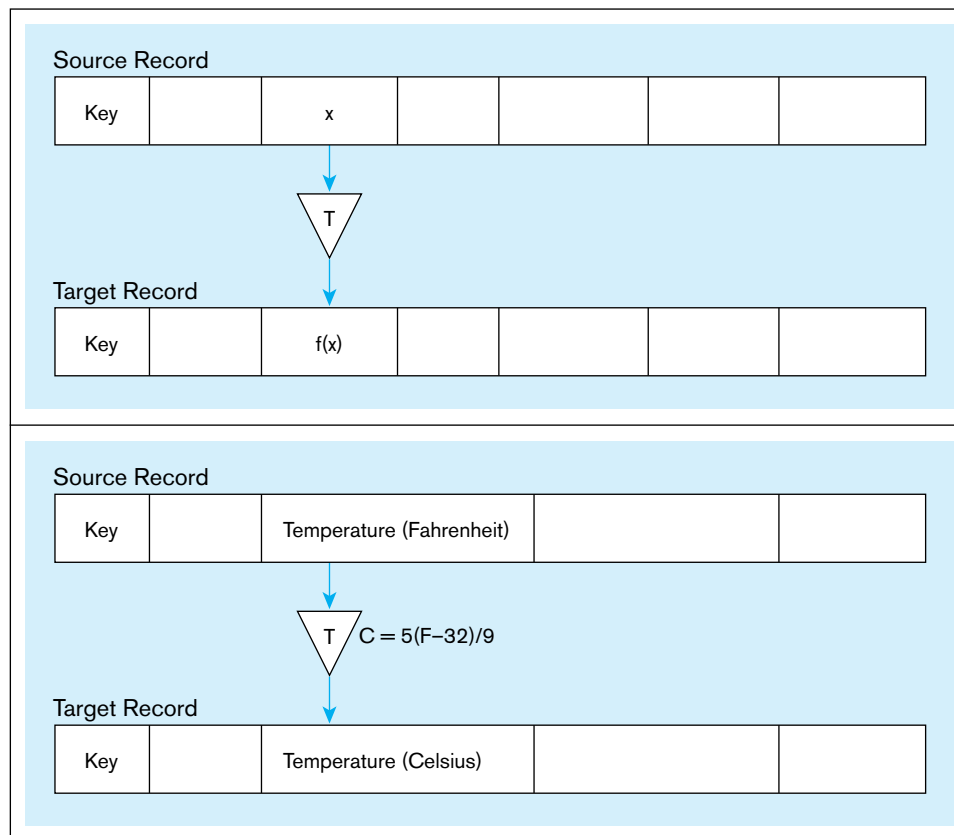 Source Record
Key
x
T
Target Record
Key
f(x)
Source Record
Key
Temperature (Fahrenheit)
T
C = 5(F–32)/9
Target Record
Key
Temperature (Celsius)